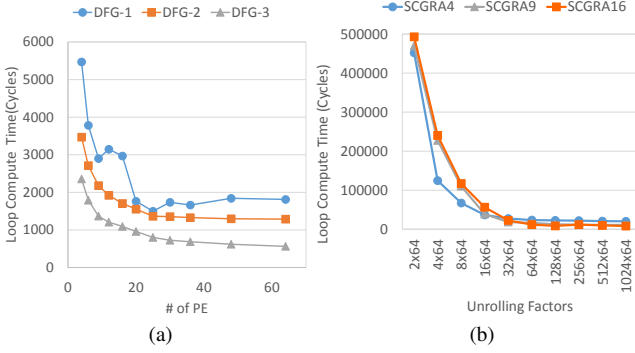 DFG-1 DFG-2 DFG-3
Loop Compute Time(Cycles)
6000
5000
4000
3000
2000
1000
0
0 20 40 60
# of PE
(a)
SCGRA4 SCGRA9 SCGRA16
Loop Compute Time (Cycles)
500000
400000
300000
200000
100000
0
2x64
4x64
8x64
16x64
32x64
64x64
128x64
256x64
512x64
1024x64
Unrolling Factors
(b)